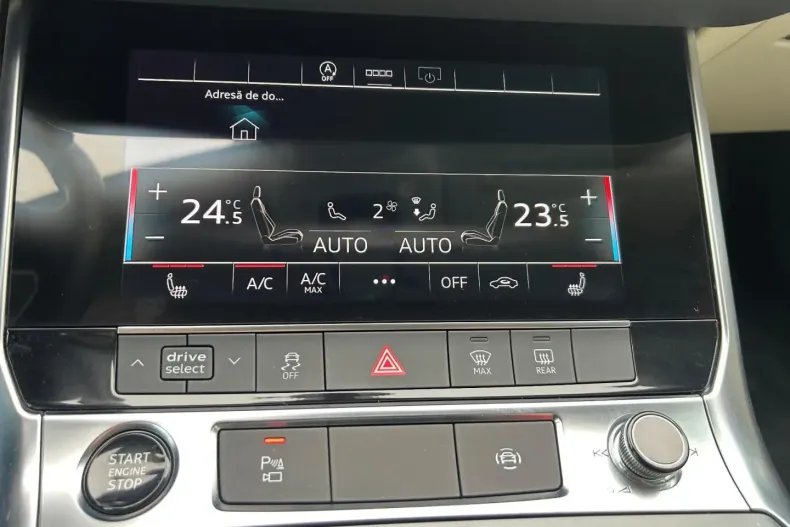 A
OFF
Adresă de do...
+ 24.5 °C 2 23.5 °C +
- AUTO AUTO -
A/C A/C MAX ... OFF
drive select
OFF
MAX
REAR
START ENGINE STOP
P